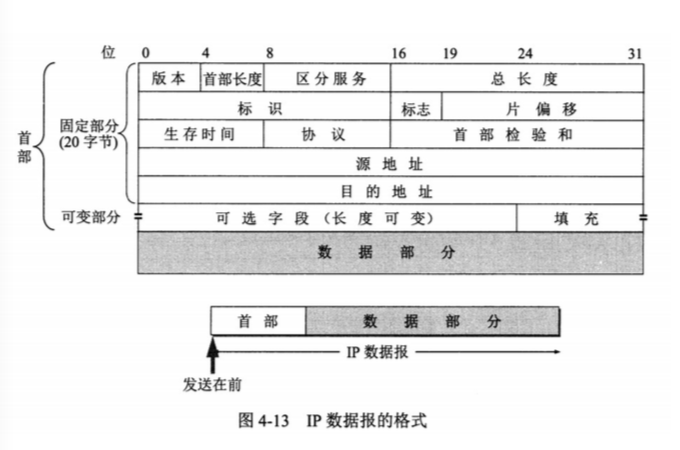 位 0 4 8 16 19 24 31
版本 首部长度 区分服务 总长度
标识 标志 片偏移
生存时间 协议 首部检验和
源地址
目的地址
可选字段（长度可变） 填充
数据部分
首部
固定部分
(20 字节)
可变部分
首部 数据部分
IP 数据报
发送在前
图 4-13 IP 数据报的格式